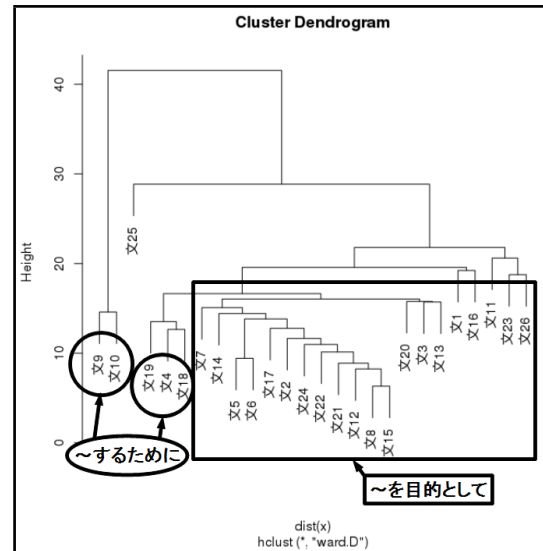 Cluster Dendrogram
Height
40
30
20
10
0
文25
文9
文10
文19
文4
文18
文7
文14
文5
文6
文17
文2
文24
文22
文21
文12
文8
文15
文20
文3
文13
文1
文16
文11
文23
文26
～するために
～を目的として
dist(x)
hclust (*, "ward.D")